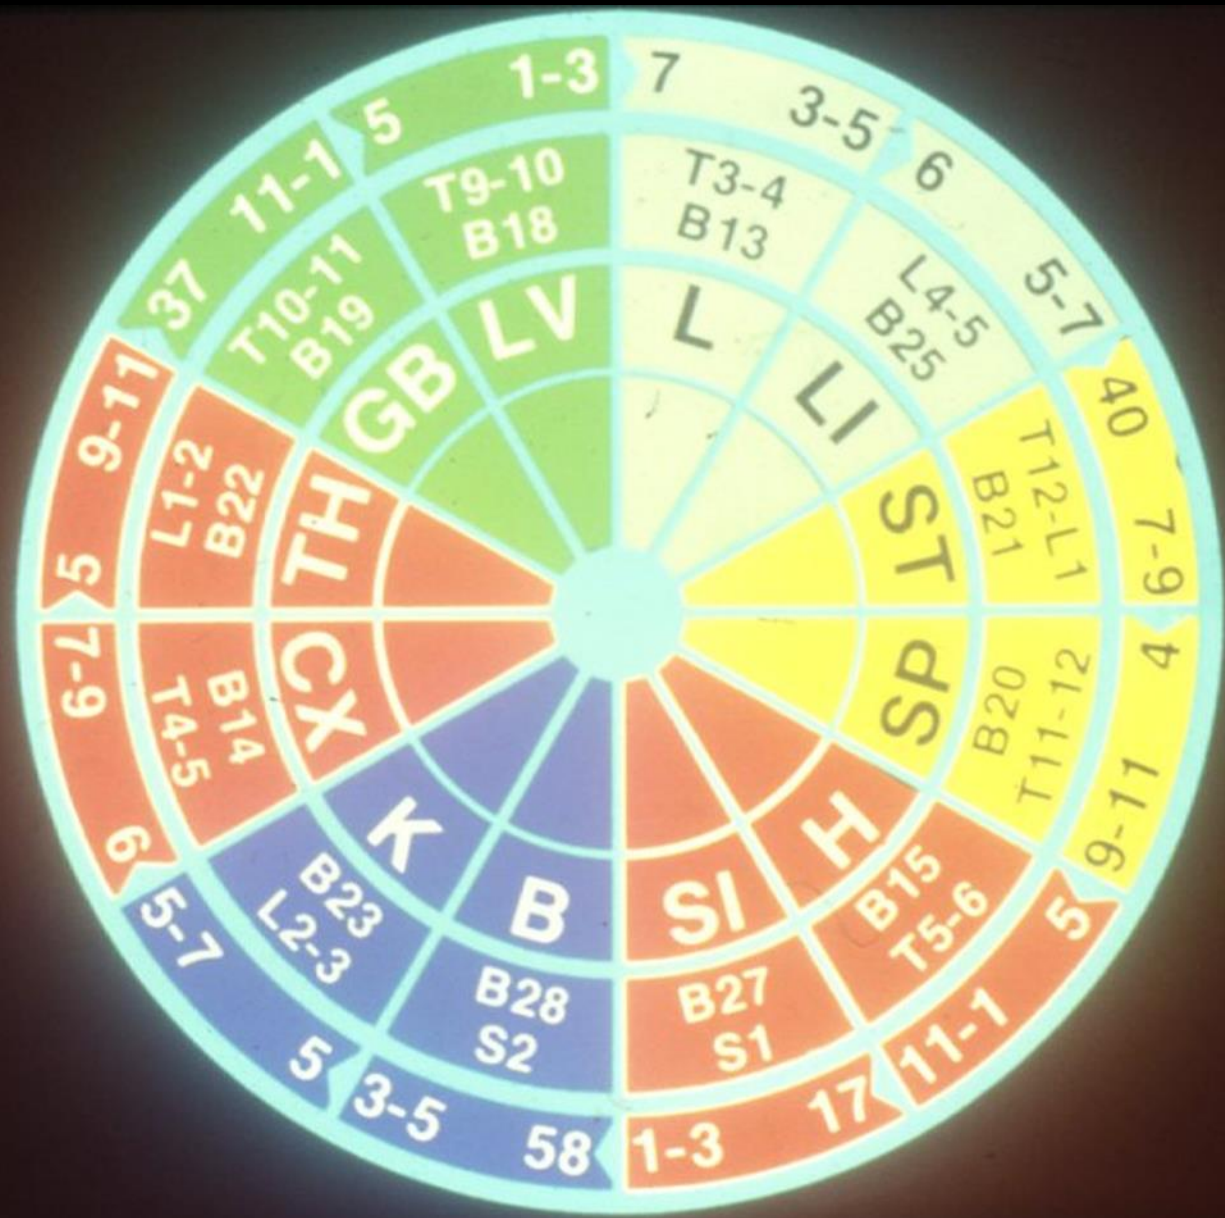 7 3-5
T3-4
B13
L
6 5-7
L4-5
B25
LI
40 7-9
T12-L1
B21
ST
4 9-11
B20
T11-12
SP
5 11-1
B15
T5-6
H
17 1-3
B27
S1
SI
58 3-5
B28
S2
B
5 5-7
B23
L2-3
K
6 7-9
B14
T4-5
CX
5 9-11
L1-2
B22
TH
37 11-1
T10-11
B19
GB
5 1-3
T9-10
B18
LV